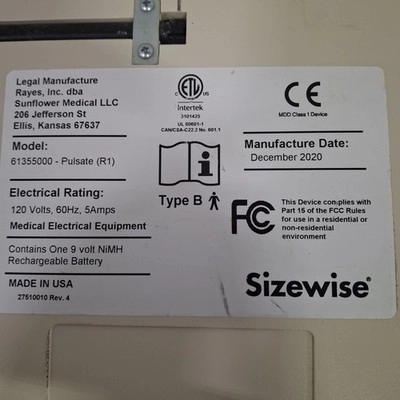 Legal Manufacture
Rayes, Inc. dba
Sunflower Medical LLC
206 Jefferson St
Ellis, Kansas 67637
Model:
61355000 - Pulsate (R1)
Electrical Rating:
120 Volts, 60Hz, 5Amps
Medical Electrical Equipment
Contains One 9 volt NiMH
Rechargeable Battery
MADE IN USA
27510010 Rev. 4
C ETL US
Intertek
3101425
UL 60601-1
CAN/CSA-C22.2 No. 601.1
Type B
CE
MDD Class 1 Device
Manufacture Date:
December 2020
FC
This Device complies with
Part 15 of the FCC Rules
for use in a residential or
non-residential
environment
Sizewise®